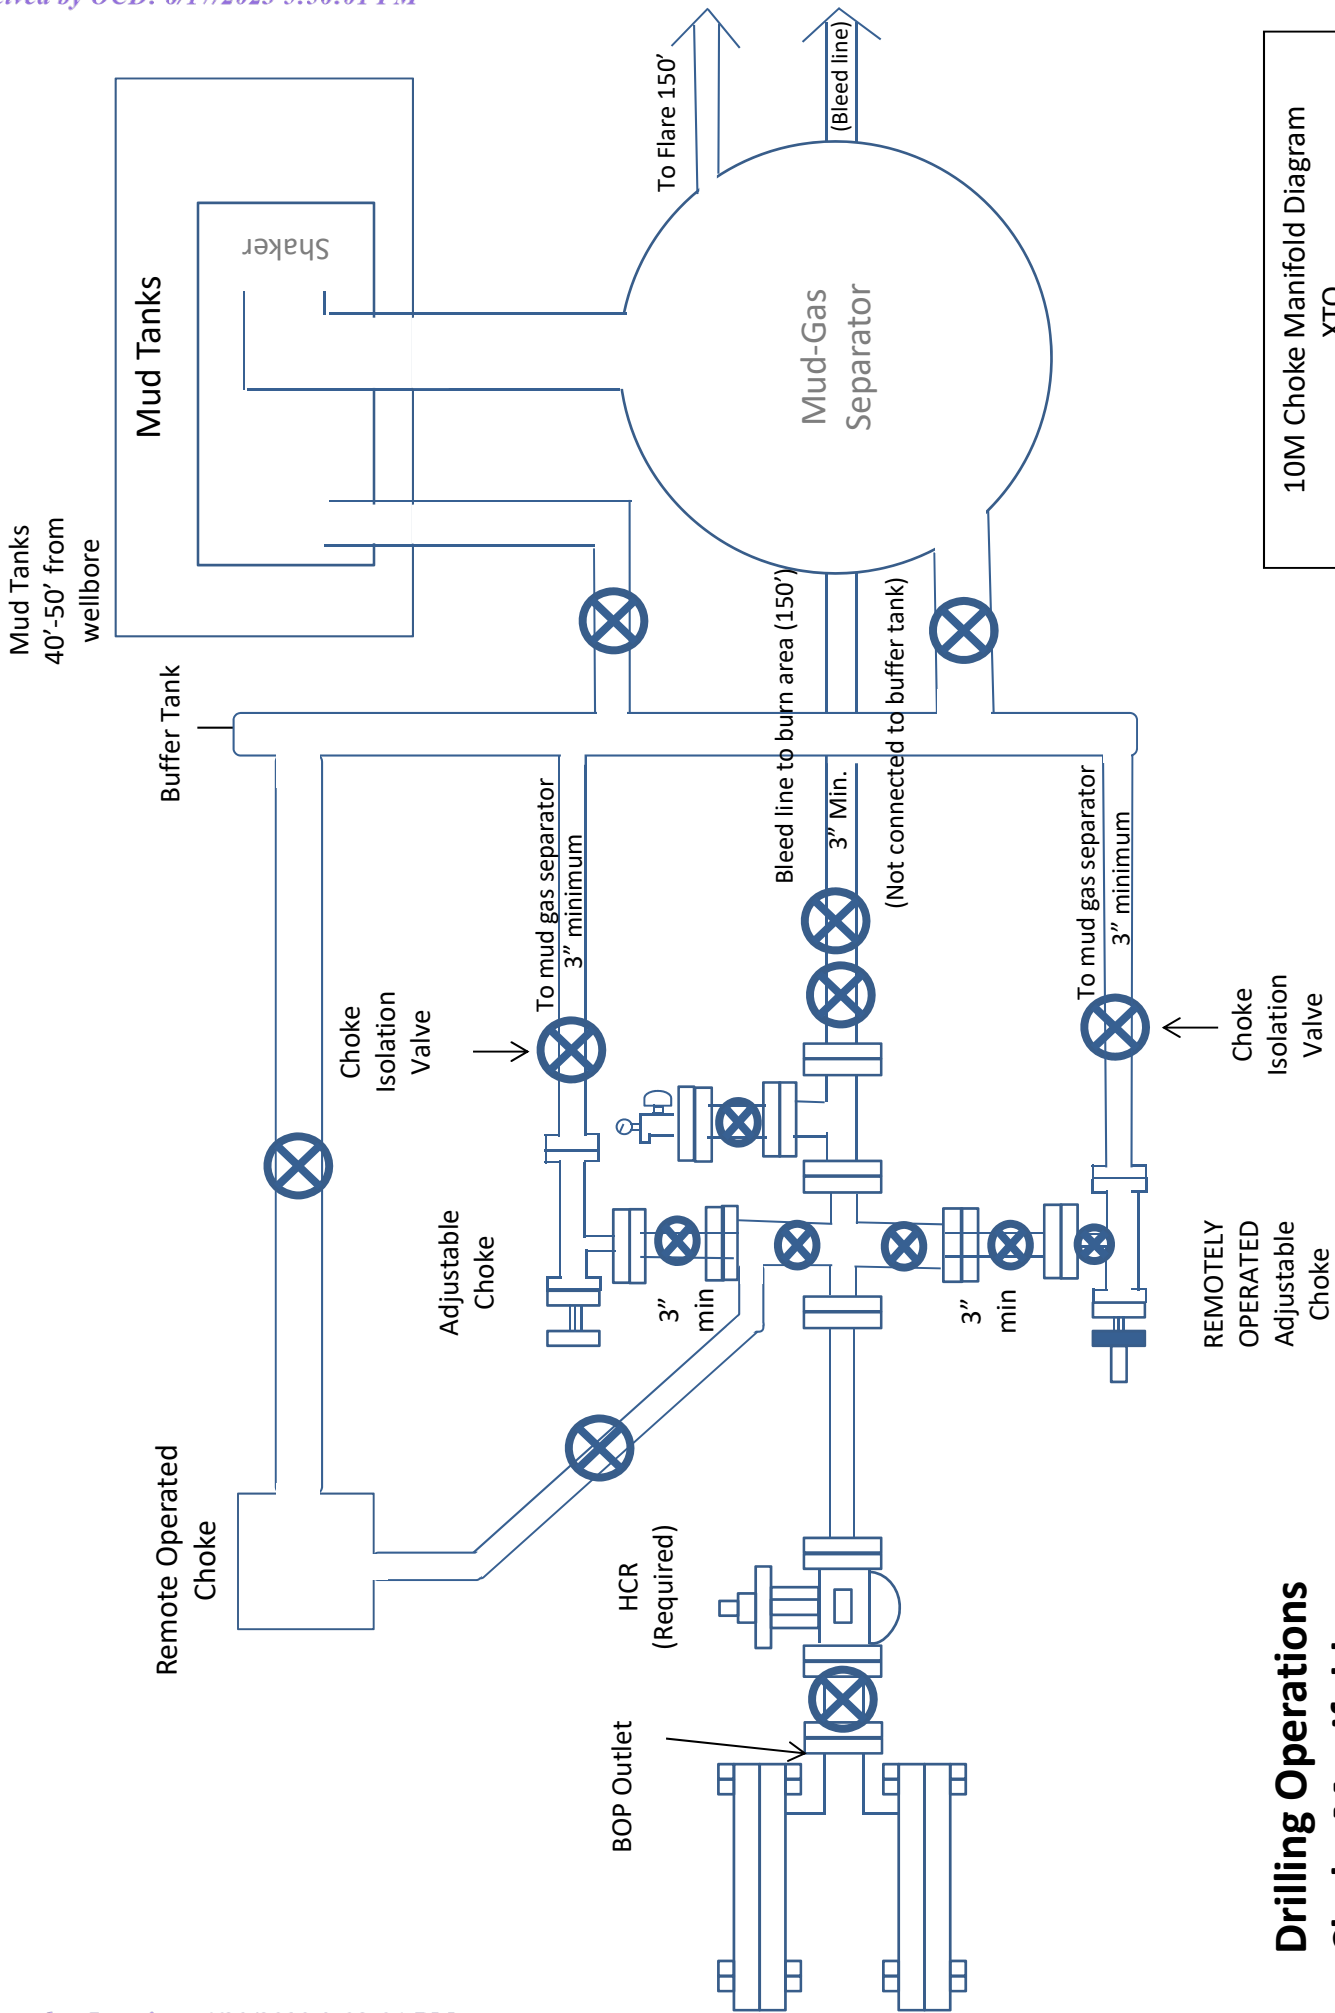 Mud Tanks
40’-50’ from
wellbore
Mud Tanks
Shaker
To Flare 150’
(Bleed line)
Mud-Gas
Separator
Buffer Tank
Bleed line to burn area (150’)
3” Min.
(Not connected to buffer tank)
To mud gas separator
3” minimum
To mud gas separator
3” minimum
Choke
Isolation
Valve
Choke
Isolation
Valve
Adjustable
Choke
3”
min
3”
min
REMOTELY
OPERATED
Adjustable
Choke
Remote Operated
Choke
HCR
(Required)
BOP Outlet
10M Choke Manifold Diagram
XTO
Drilling Operations